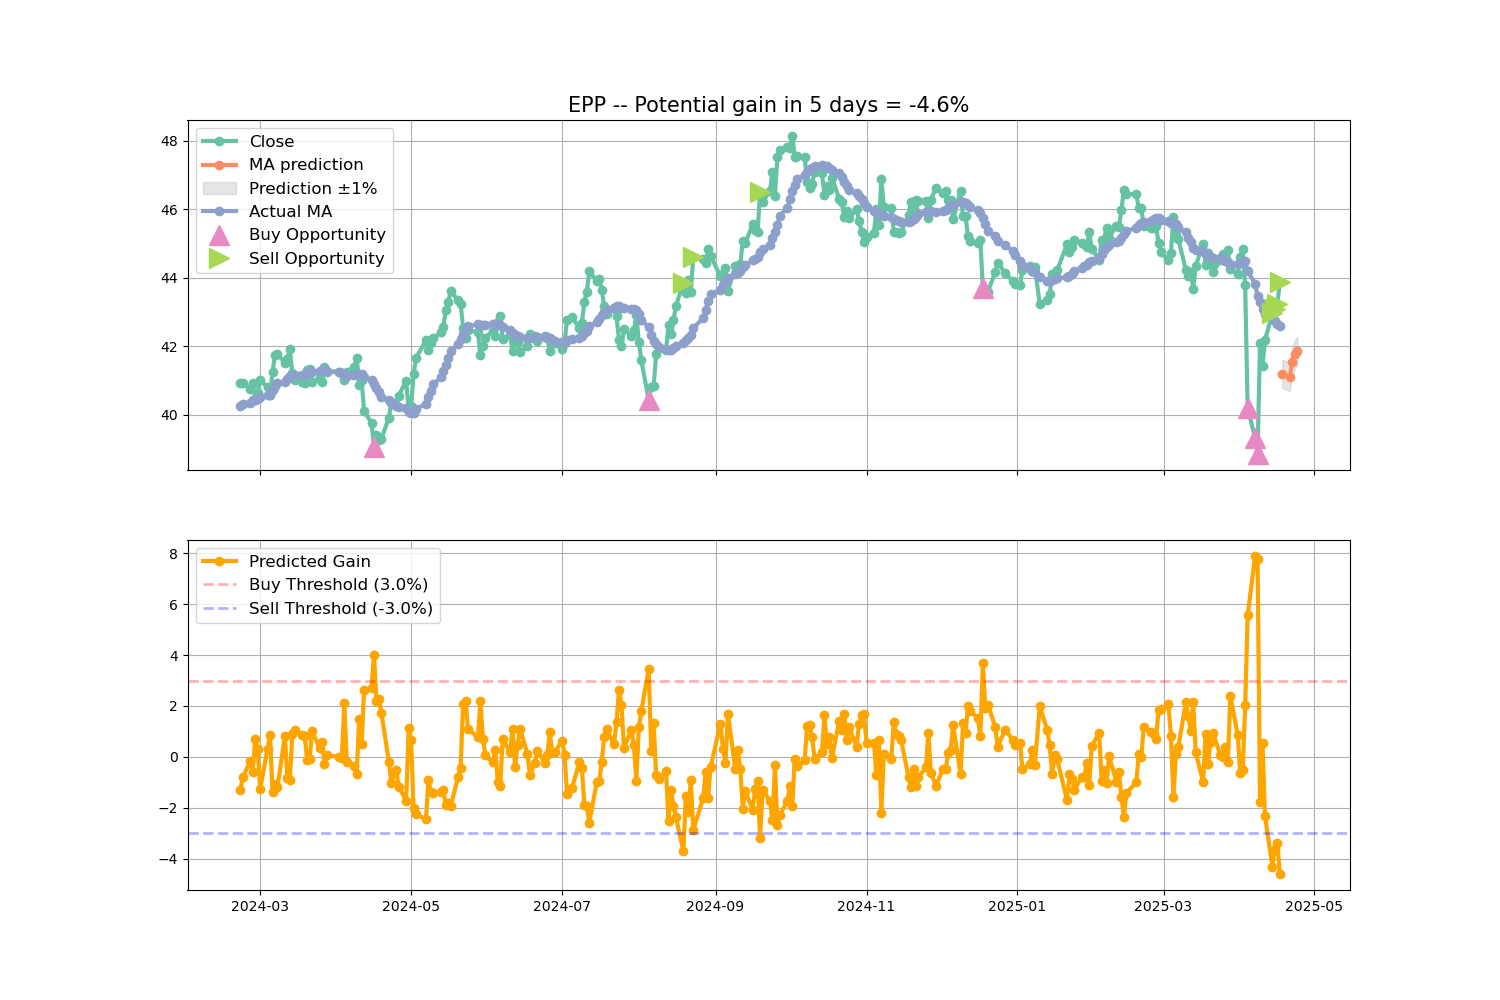 EPP -- Potential gain in 5 days = -4.6%
48
46
44
42
40
Close
MA prediction
Prediction ±1%
Actual MA
Buy Opportunity
Sell Opportunity
8
6
4
2
0
−2
−4
Predicted Gain
Buy Threshold (3.0%)
Sell Threshold (-3.0%)
2024-03
2024-05
2024-07
2024-09
2024-11
2025-01
2025-03
2025-05